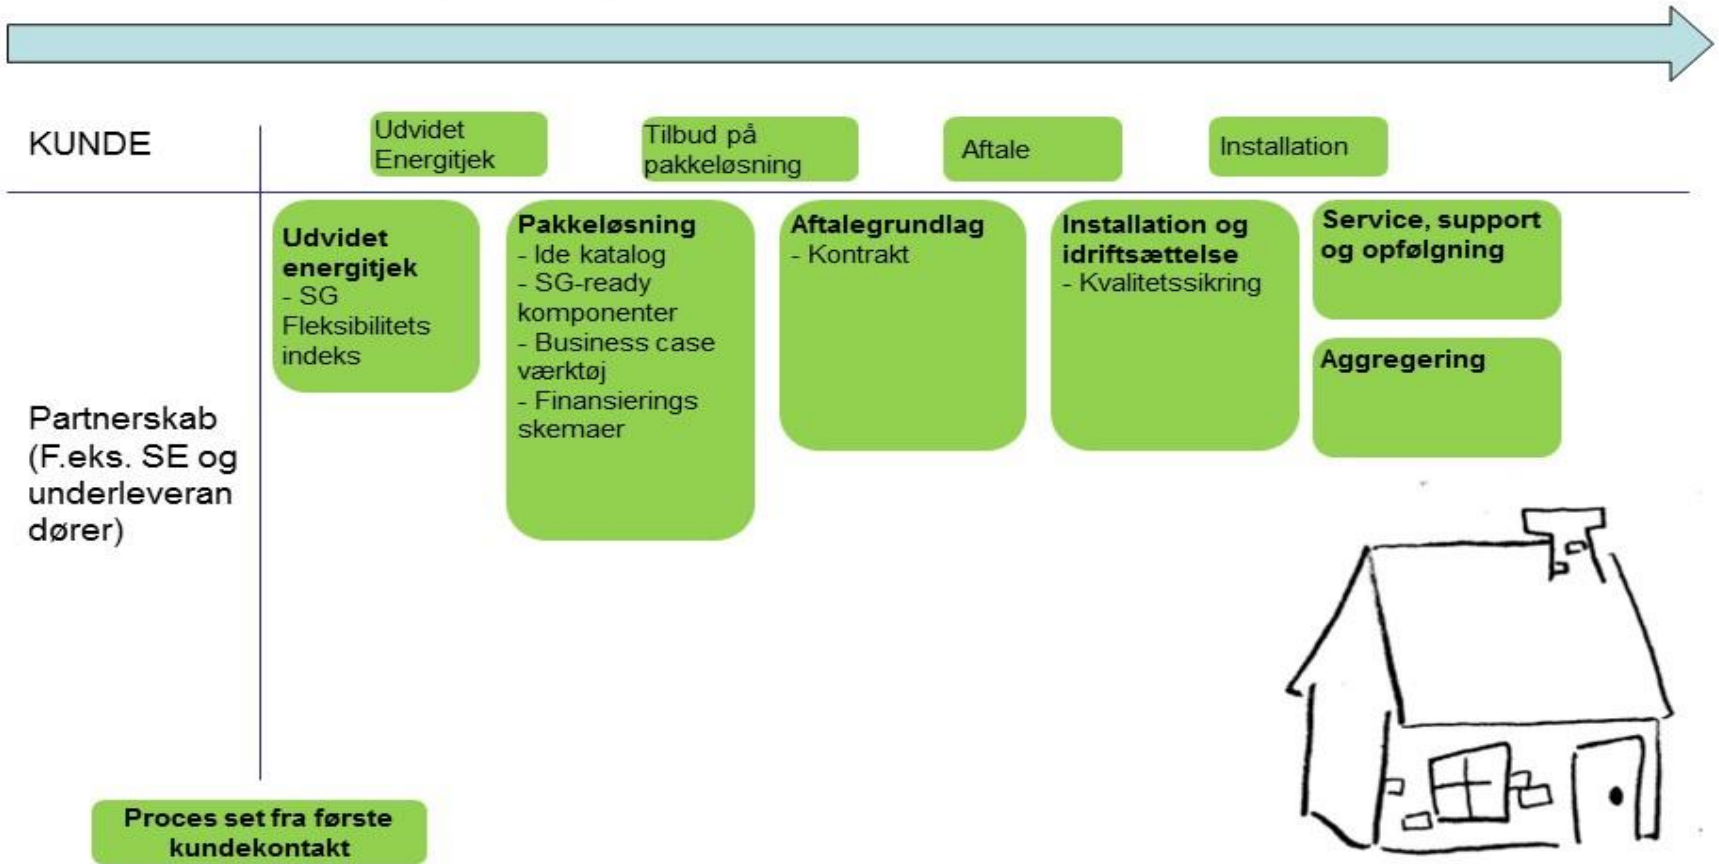 KUNDE
Udvidet
Energitjek
Tilbud på
pakkeløsning
Aftale
Installation
Partnerskab
(F.eks. SE og
underleveran
dører)
Udvidet
energitjek
- SG
Fleksibilitets
indeks
Pakkeløsning
- Ide katalog
- SG-ready
komponenter
- Business case
værktøj
- Finansierings
skemaer
Aftalegrundlag
- Kontrakt
Installation og
idriftsættelse
- Kvalitetssikring
Service, support
og opfølgning
Aggregering
Proces set fra første
kundekontakt